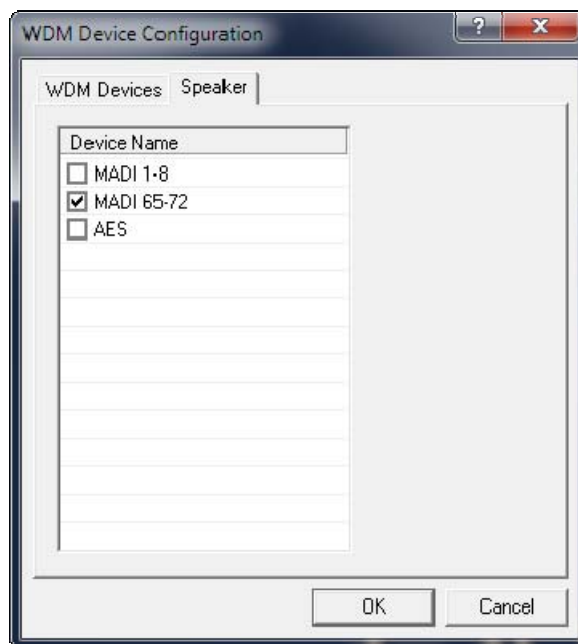 WDM Device Configuration
? X
WDM Devices Speaker
Device Name
MADI 1-8
MADI 65-72
AES
OK Cancel